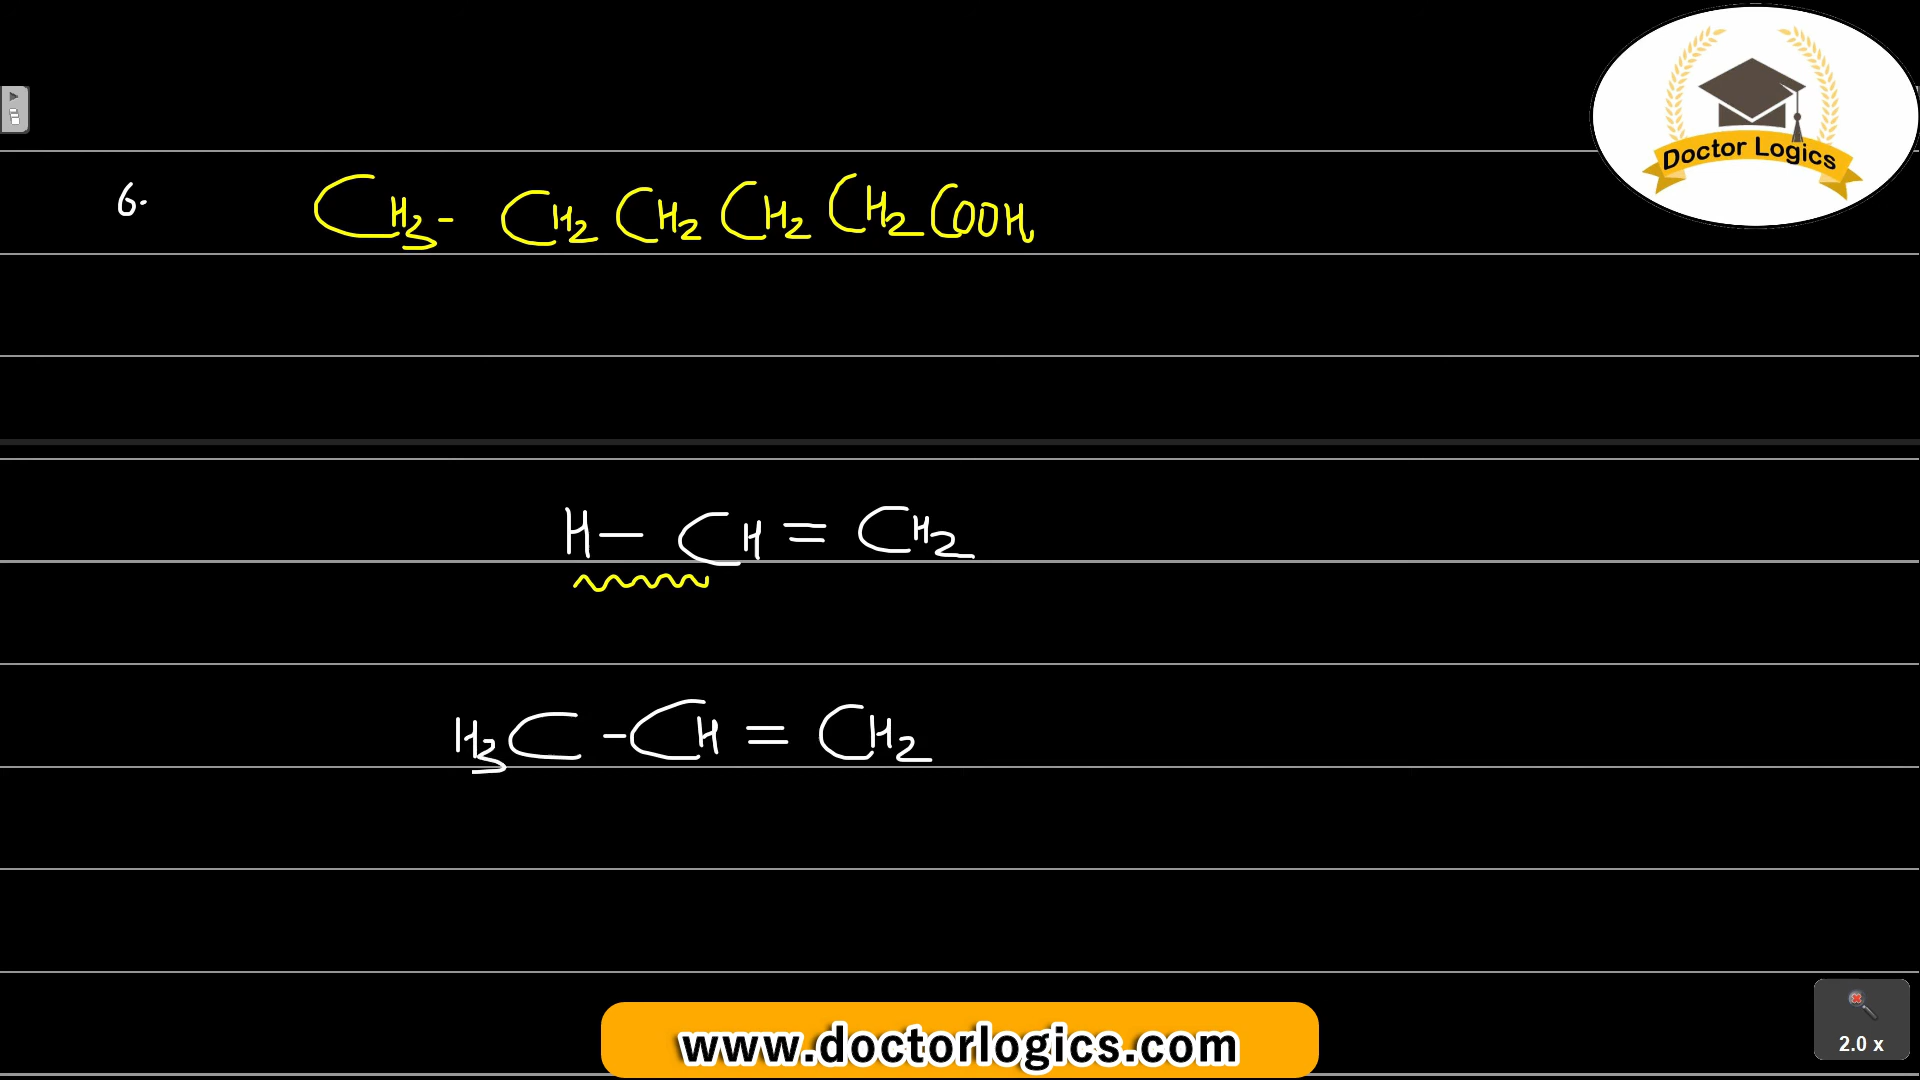 Doctor Logics
6. CH3- CH2 CH2 CH2 CH2 COOH
H— CH = CH2
H3C -CH = CH2
www.doctorlogics.com
2.0 x